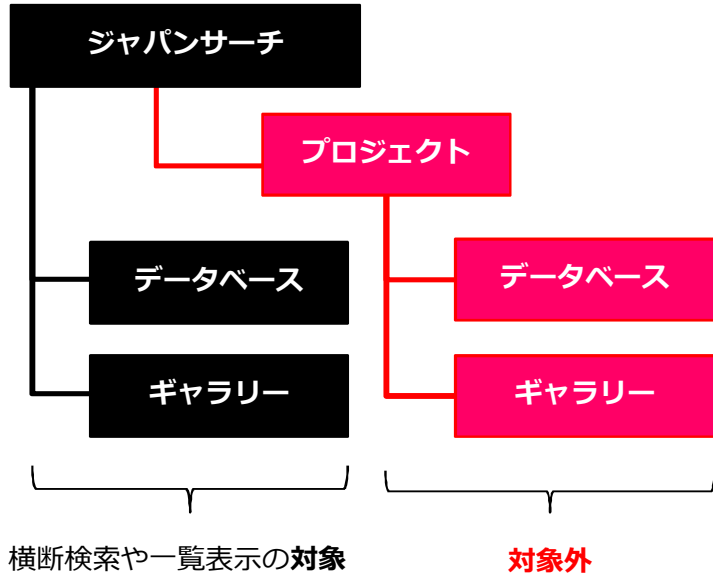 ジャパンサーチ
プロジェクト
データベース
データベース
ギャラリー
ギャラリー
横断検索や一覧表示の対象
対象外